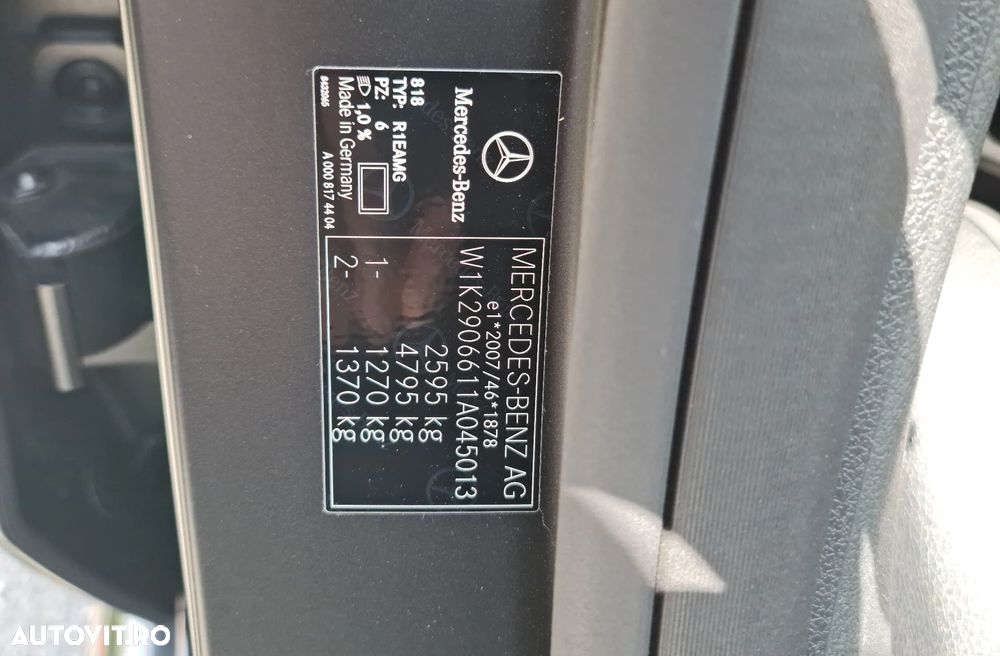 Mercedes-Benz
818
TYP: R1EAMG
PZ: 6
1,0 %
Made in Germany
8432065
A 000 817 44 04
MERCEDES-BENZ AG
e1*2007/46*1878
W1K2906611A045013
2595 kg
4795 kg
1- 1270 kg
2- 1370 kg
AUTOVIT.RO